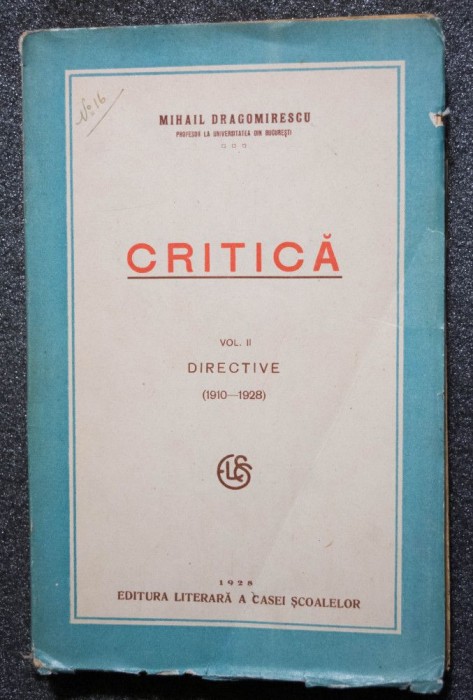 No 16
MIHAIL DRAGOMIRESCU
PROFESOR LA UNIVERSITATEA DIN BUCUREȘTI
CRITICĂ
VOL. II
DIRECTIVE
(1910—1928)
1928
EDITURA LITERARĂ A CASEI ȘCOALELOR